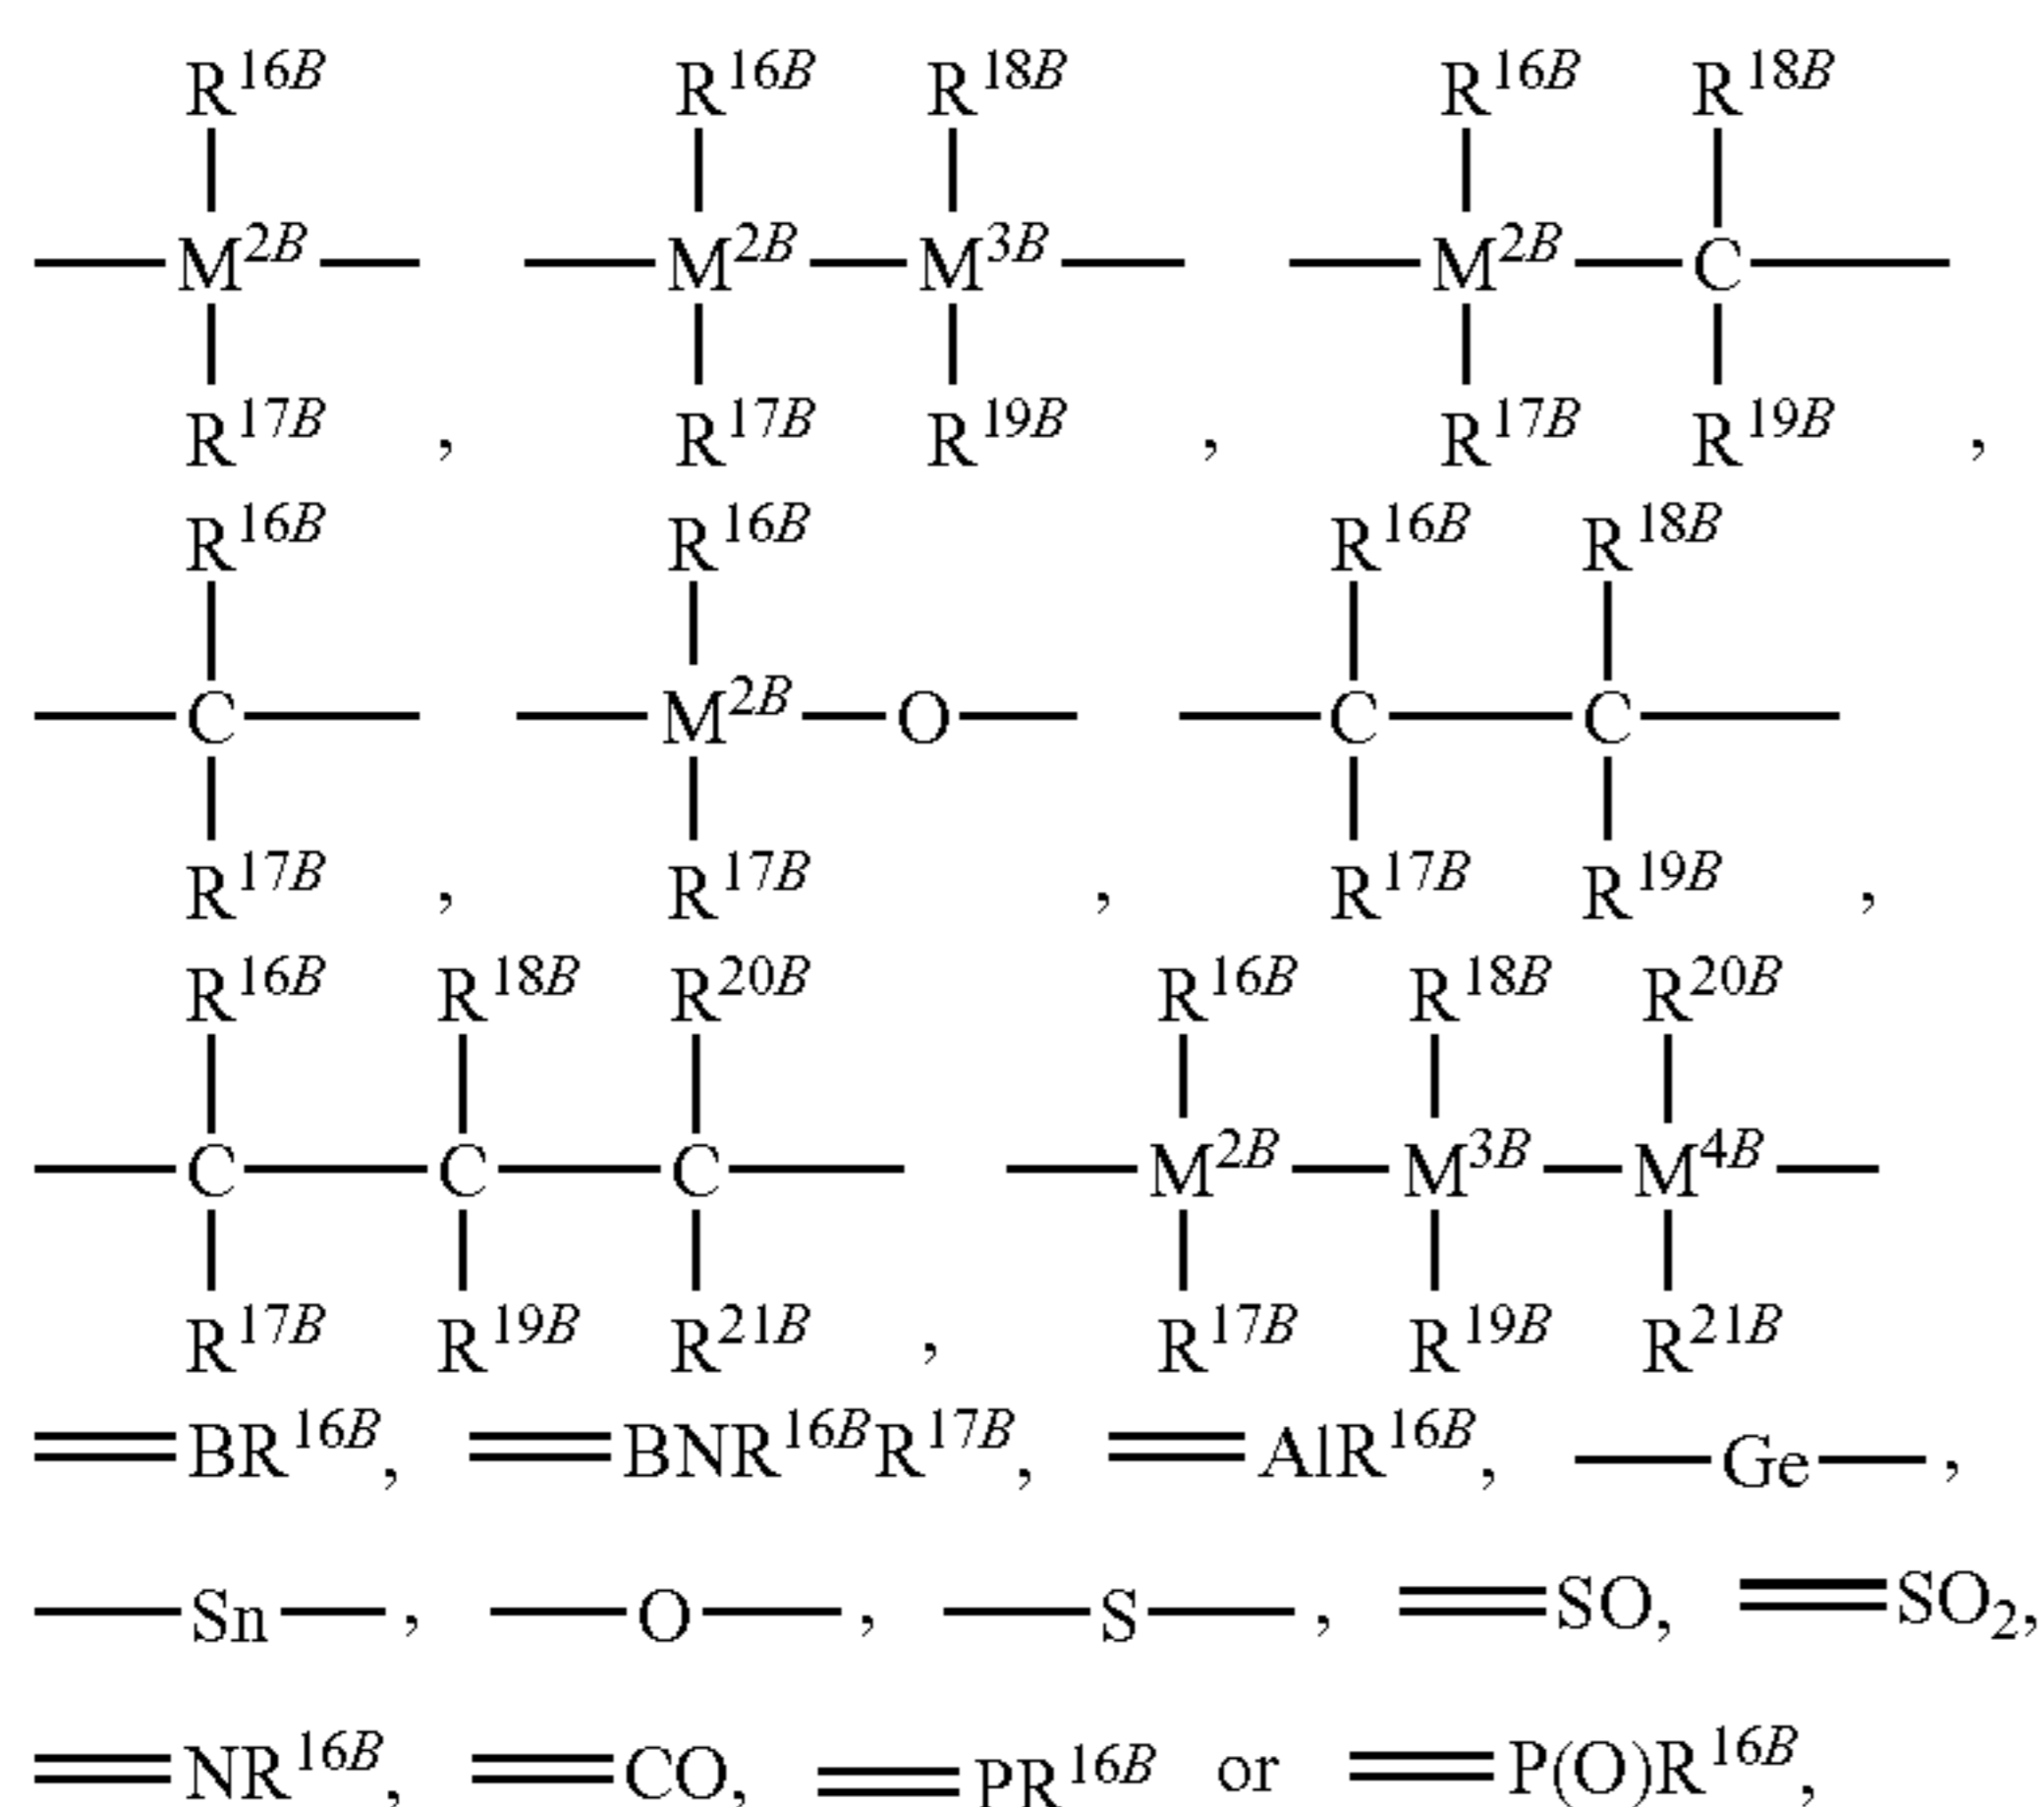 R16B R16B R18B R16B R18B
M2B M2B M3B M2B C
R17B , R17B R19B , R17B R19B ,
R16B R16B R16B R18B
C M2B O C C
R17B , R17B , R17B R19B ,
R16B R18B R20B R16B R18B R20B
C C C M2B M3B M4B
R17B R19B R21B , R17B R19B R21B
=BR16B, =BNR16BR17B, =AlR16B, —Ge—,
—Sn—, —O—, —S—, =SO, =SO2,
=NR16B, =CO, =PR16B or =P(O)R16B,